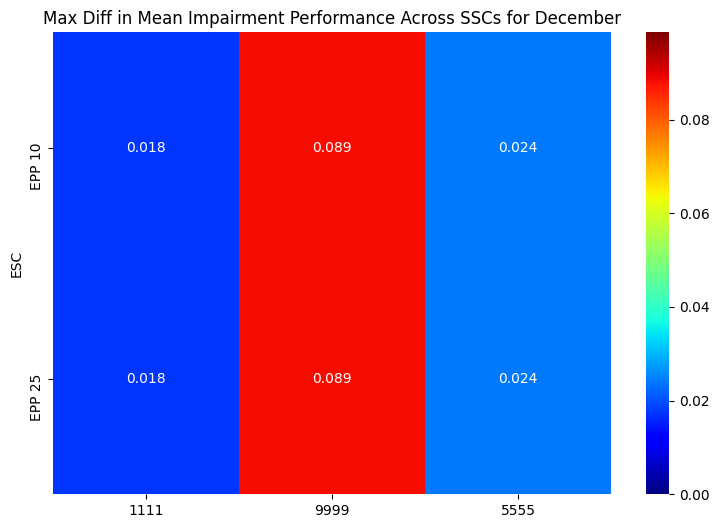 Max Diff in Mean Impairment Performance Across SSCs for December
ESC
EPP 10
EPP 25
0.018 0.089 0.024
0.018 0.089 0.024
1111 9999 5555
0.08
0.06
0.04
0.02
0.00